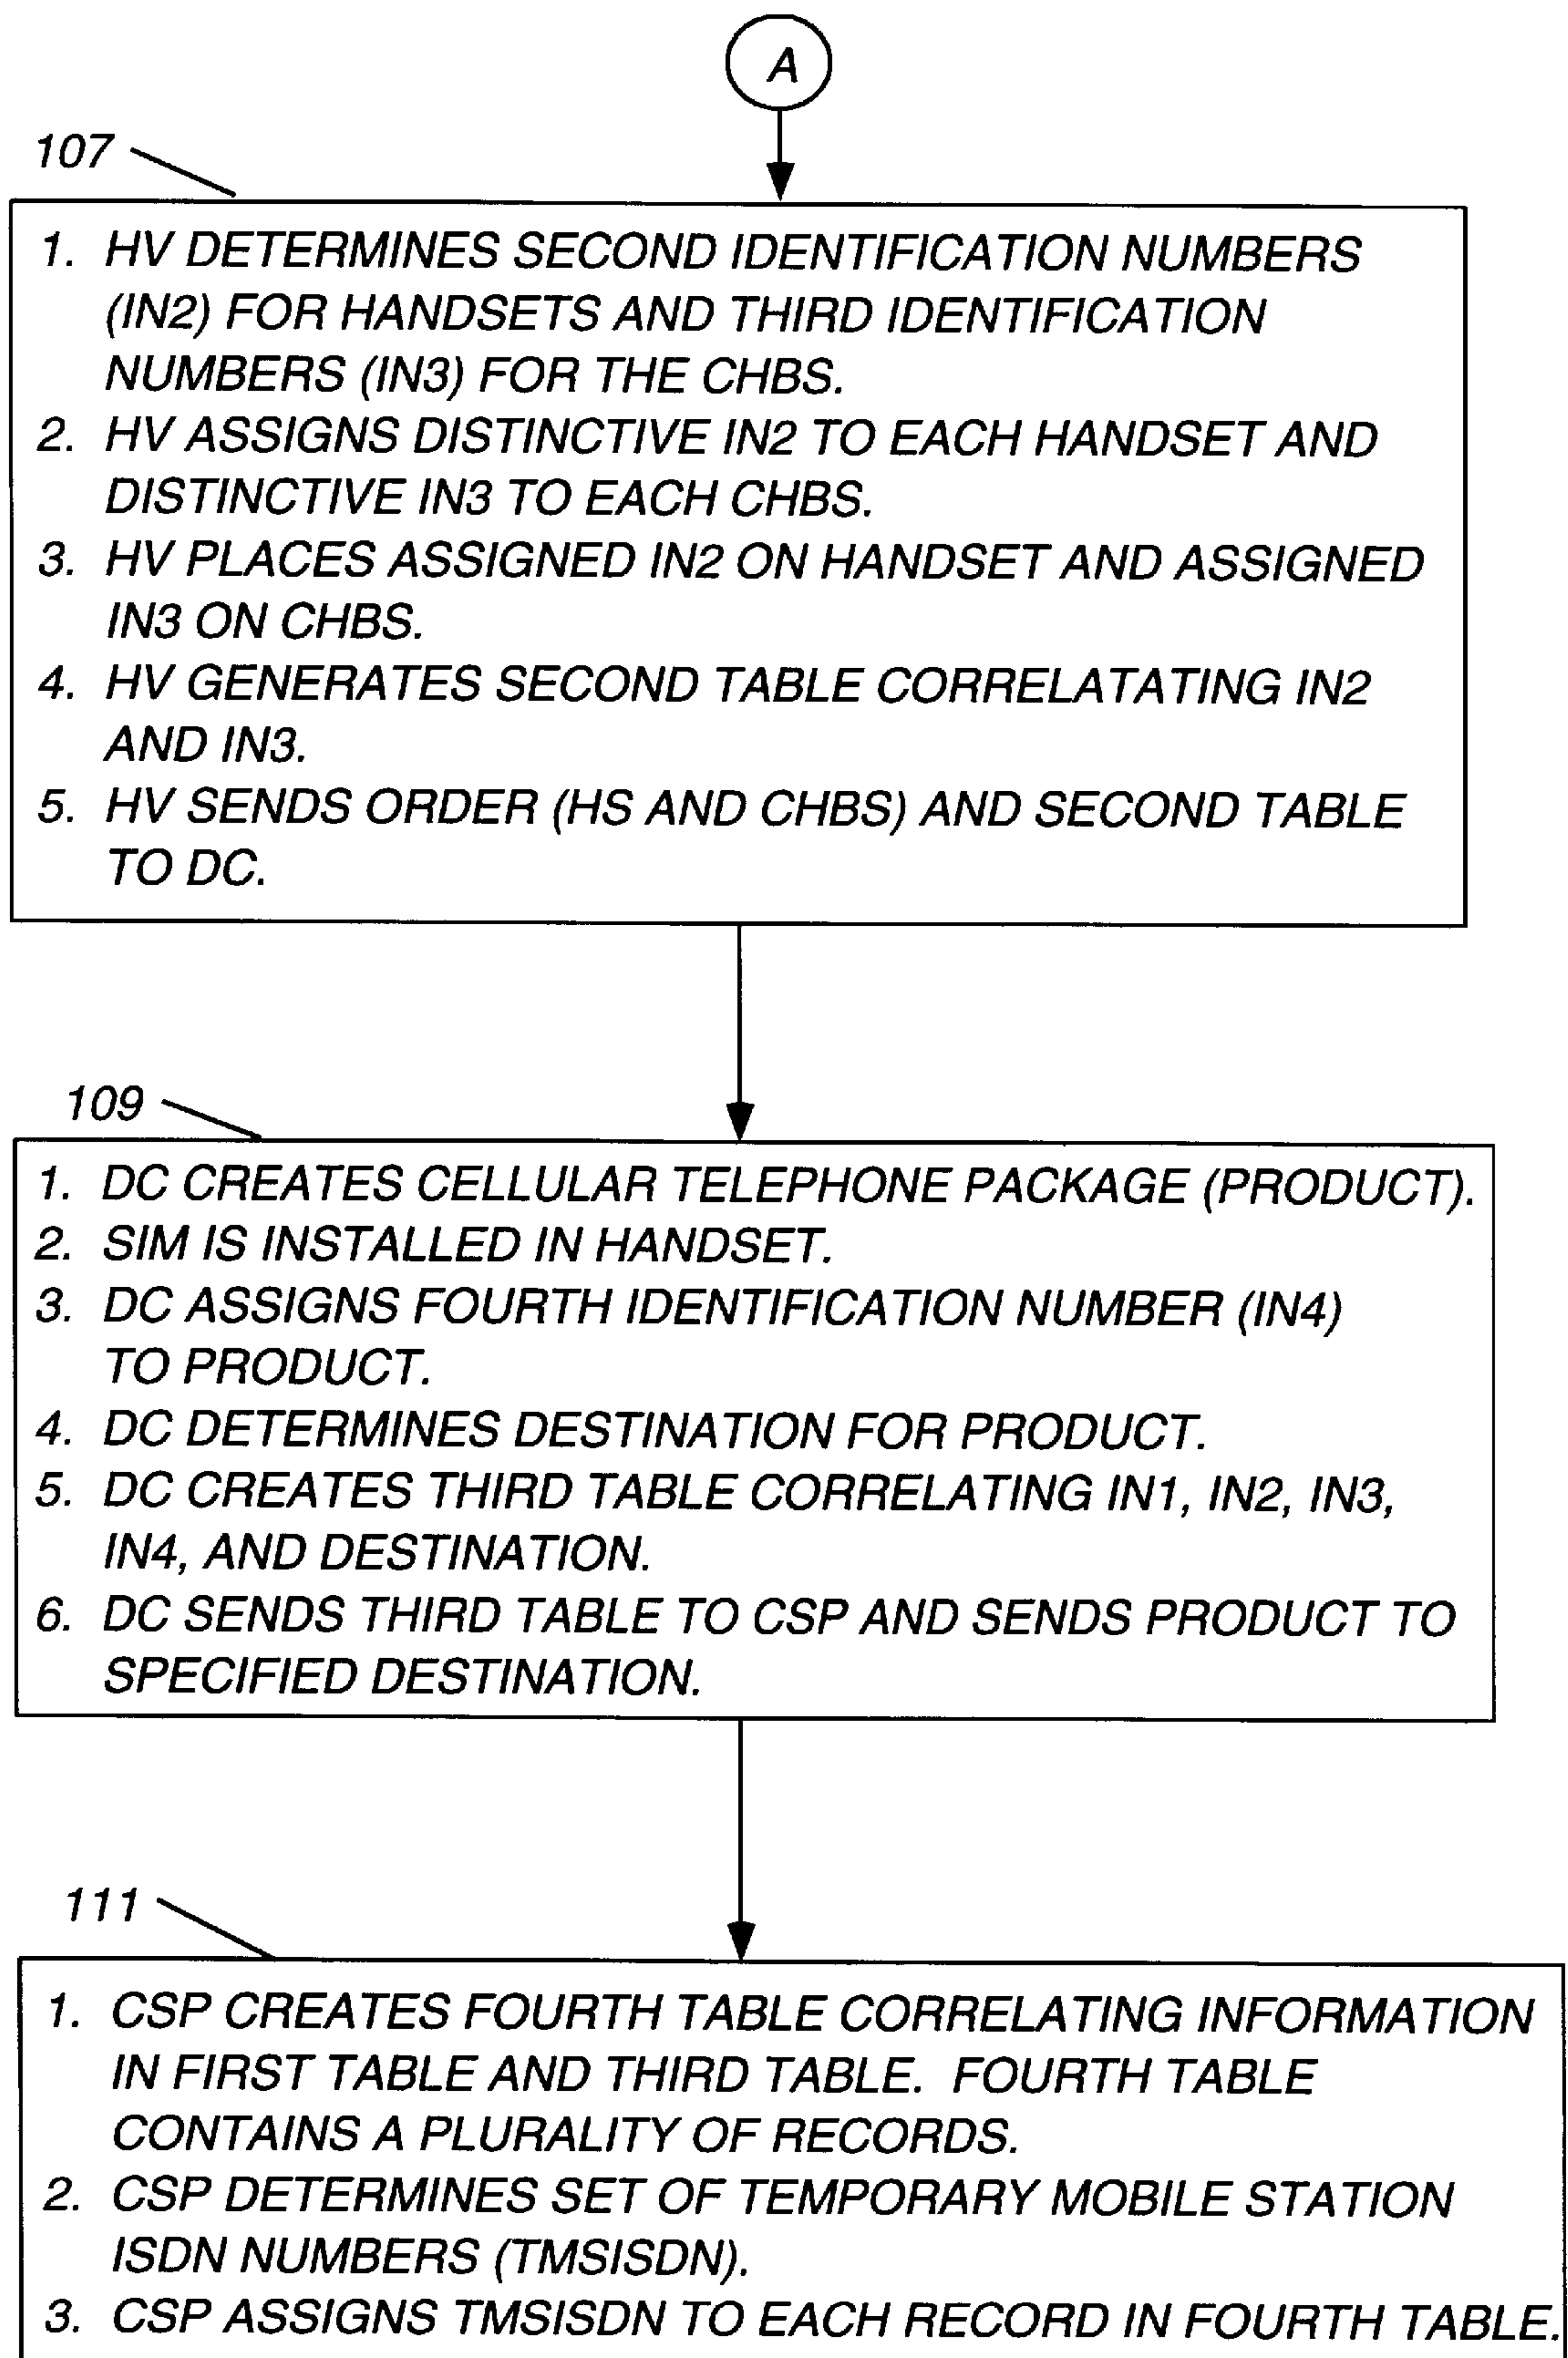 A
107
1. HV DETERMINES SECOND IDENTIFICATION NUMBERS
(IN2) FOR HANDSETS AND THIRD IDENTIFICATION
NUMBERS (IN3) FOR THE CHBS.
2. HV ASSIGNS DISTINCTIVE IN2 TO EACH HANDSET AND
DISTINCTIVE IN3 TO EACH CHBS.
3. HV PLACES ASSIGNED IN2 ON HANDSET AND ASSIGNED
IN3 ON CHBS.
4. HV GENERATES SECOND TABLE CORRELATATING IN2
AND IN3.
5. HV SENDS ORDER (HS AND CHBS) AND SECOND TABLE
TO DC.
109
1. DC CREATES CELLULAR TELEPHONE PACKAGE (PRODUCT).
2. SIM IS INSTALLED IN HANDSET.
3. DC ASSIGNS FOURTH IDENTIFICATION NUMBER (IN4)
TO PRODUCT.
4. DC DETERMINES DESTINATION FOR PRODUCT.
5. DC CREATES THIRD TABLE CORRELATING IN1, IN2, IN3,
IN4, AND DESTINATION.
6. DC SENDS THIRD TABLE TO CSP AND SENDS PRODUCT TO
SPECIFIED DESTINATION.
111
1. CSP CREATES FOURTH TABLE CORRELATING INFORMATION
IN FIRST TABLE AND THIRD TABLE. FOURTH TABLE
CONTAINS A PLURALITY OF RECORDS.
2. CSP DETERMINES SET OF TEMPORARY MOBILE STATION
ISDN NUMBERS (TMSISDN).
3. CSP ASSIGNS TMSISDN TO EACH RECORD IN FOURTH TABLE.